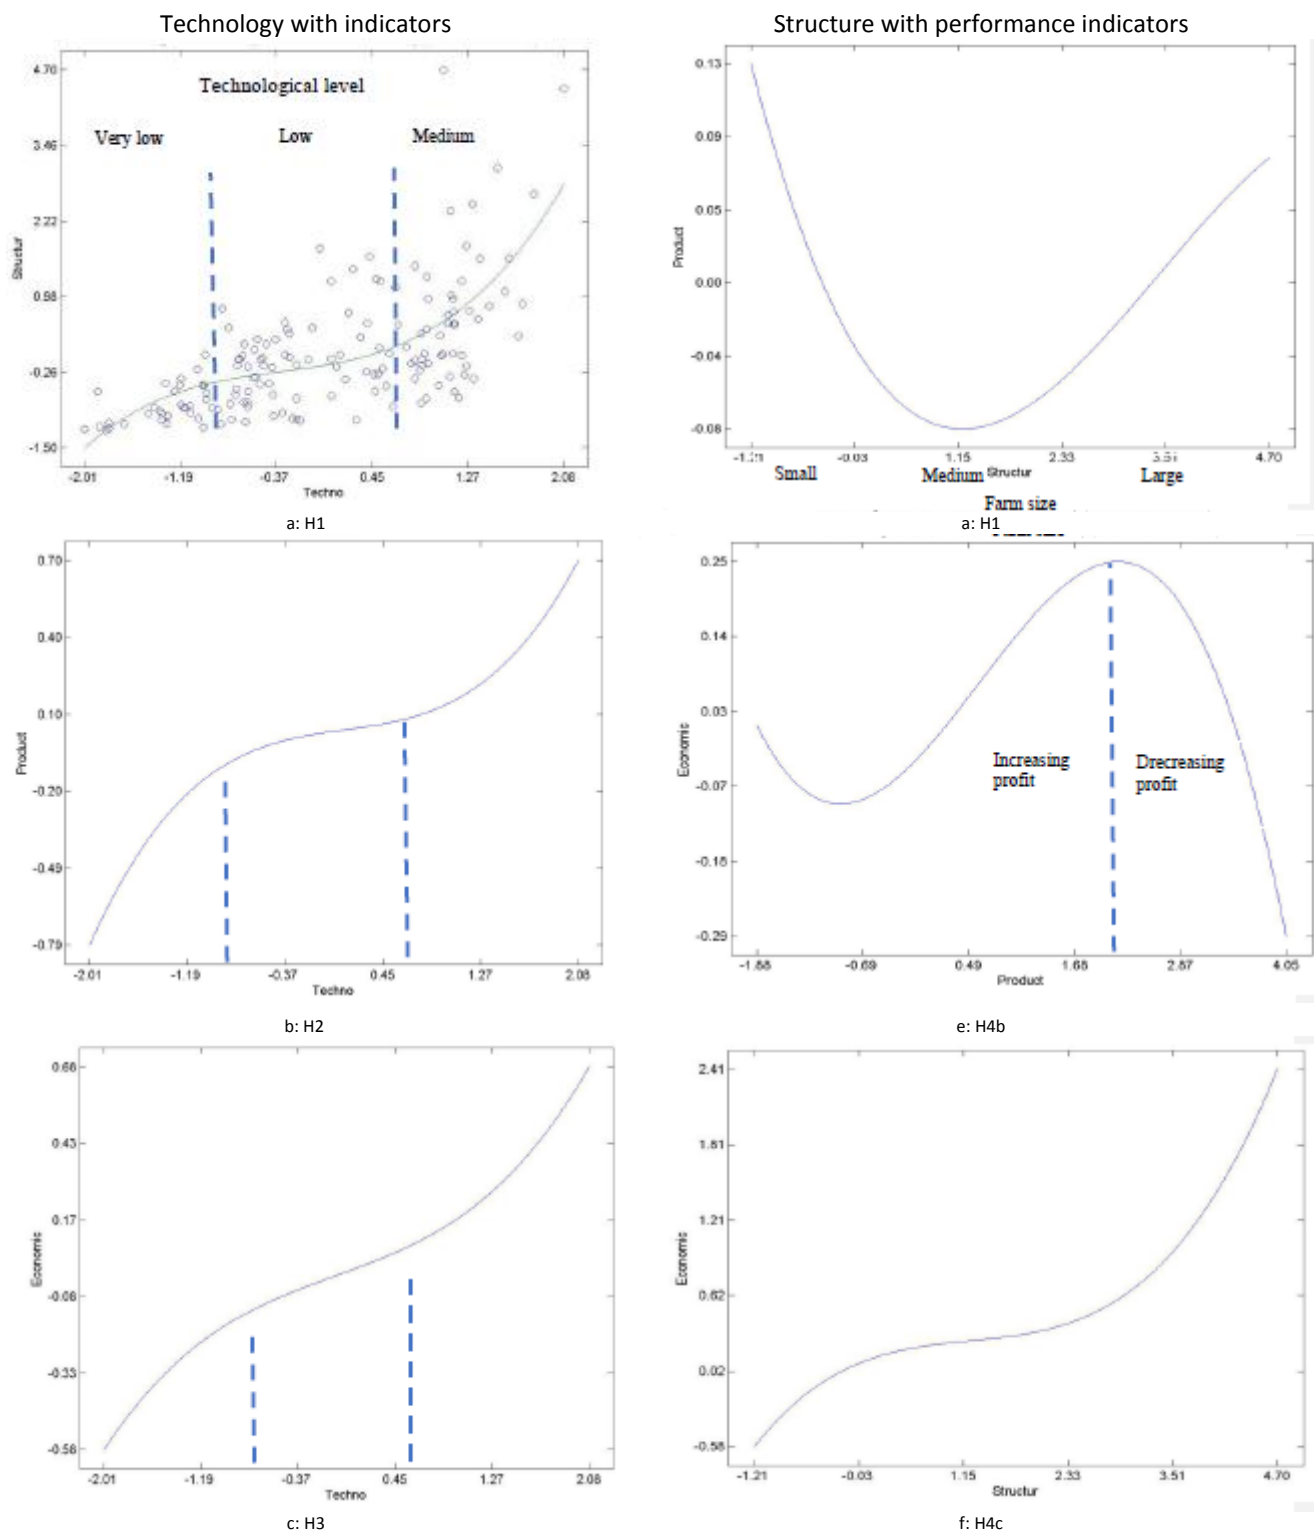 Technology with indicators
Structure with performance indicators
4.70
3.46
2.22
0.98
-0.26
-1.50
Structur
Technological level
Very low
Low
Medium
-2.01
-1.19
-0.37
0.45
1.27
2.08
Techno
a: H1
0.13
0.09
0.05
0.00
-0.04
-0.08
Product
-1.21
-0.03
1.15
2.33
3.51
4.70
Small
Medium
Structur
Large
Farm size
a: H1
0.70
0.40
0.10
-0.20
-0.49
-0.79
Product
-2.01
-1.19
-0.37
0.45
1.27
2.08
Techno
b: H2
0.25
0.14
0.03
-0.07
-0.18
-0.29
Economis
Increasing
profit
Drecreasing
profit
-1.88
-0.69
0.49
1.68
2.87
4.05
Product
e: H4b
0.68
0.43
0.17
-0.08
-0.33
-0.58
Economis
-2.01
-1.19
-0.37
0.45
1.27
2.08
Techno
c: H3
2.41
1.81
1.21
0.62
0.02
-0.58
Economis
-1.21
-0.03
1.15
2.33
3.51
4.70
Structur
f: H4c